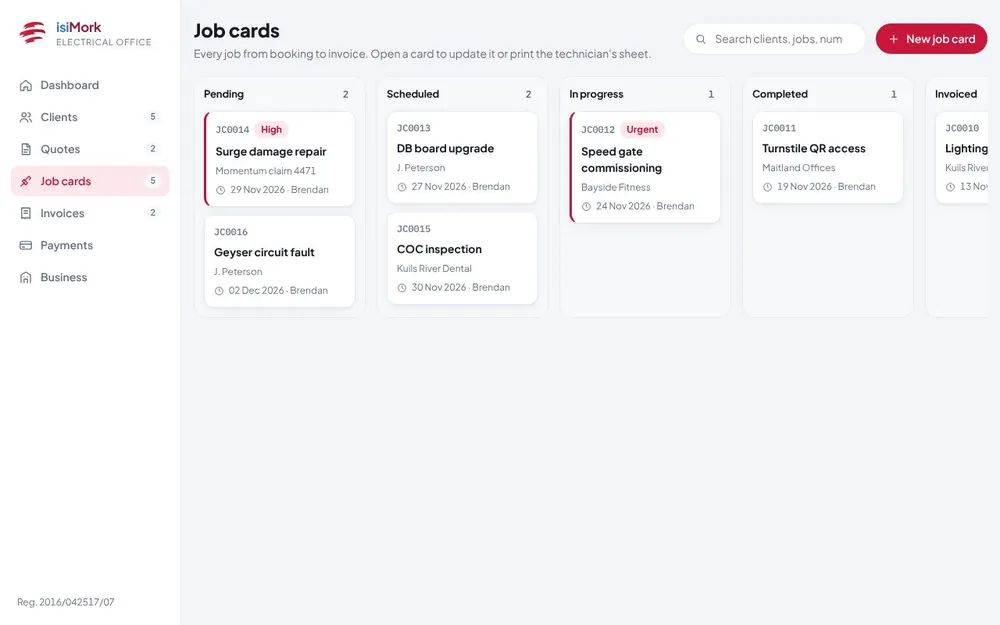 isiMork
ELECTRICAL OFFICE
Dashboard
Clients 5
Quotes 2
Job cards 5
Invoices 2
Payments
Business
Reg. 2016/042517/07
Job cards
Every job from booking to invoice. Open a card to update it or print the technician's sheet.
Search clients, jobs, num
+ New job card
Pending 2
JC0014 High
Surge damage repair
Momentum claim 4471
29 Nov 2026 · Brendan
JC0016
Geyser circuit fault
J. Peterson
02 Dec 2026 · Brendan
Scheduled 2
JC0013
DB board upgrade
J. Peterson
27 Nov 2026 · Brendan
JC0015
COC inspection
Kuils River Dental
30 Nov 2026 · Brendan
In progress 1
JC0012 Urgent
Speed gate
commissioning
Bayside Fitness
24 Nov 2026 · Brendan
Completed 1
JC0011
Turnstile QR access
Maitland Offices
19 Nov 2026 · Brendan
Invoiced
JC0010
Lighting
Kuils River
13 Nov